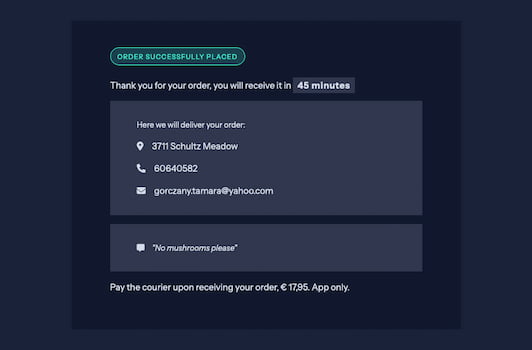 ORDER SUCCESSFULLY PLACED
Thank you for your order, you will receive it in 45 minutes
Here we will deliver your order:
3711 Schultz Meadow
60640582
gorczany.tamara@yahoo.com
"No mushrooms please"
Pay the courier upon receiving your order, € 17,95. App only.